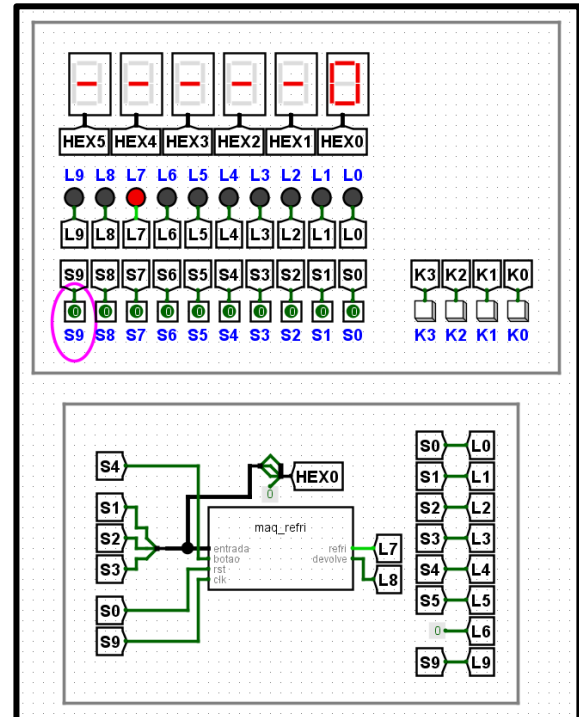 - - - - - 0
HEX5 HEX4 HEX3 HEX2 HEX1 HEX0
L9 L8 L7 L6 L5 L4 L3 L2 L1 L0
L9 L8 L7 L6 L5 L4 L3 L2 L1 L0
S9 S8 S7 S6 S5 S4 S3 S2 S1 S0 K3 K2 K1 K0
0 0 0 0 0 0 0 0 0 0
S9 S8 S7 S6 S5 S4 S3 S2 S1 S0 K3 K2 K1 K0
S4
S1
S2
S3
S0
S9
HEX0
0
maq_refri
entrada
botao
rst
clk
refri
devolve
L7
L8
S0 L0
S1 L1
S2 L2
S3 L3
S4 L4
S5 L5
0 L6
S9 L9